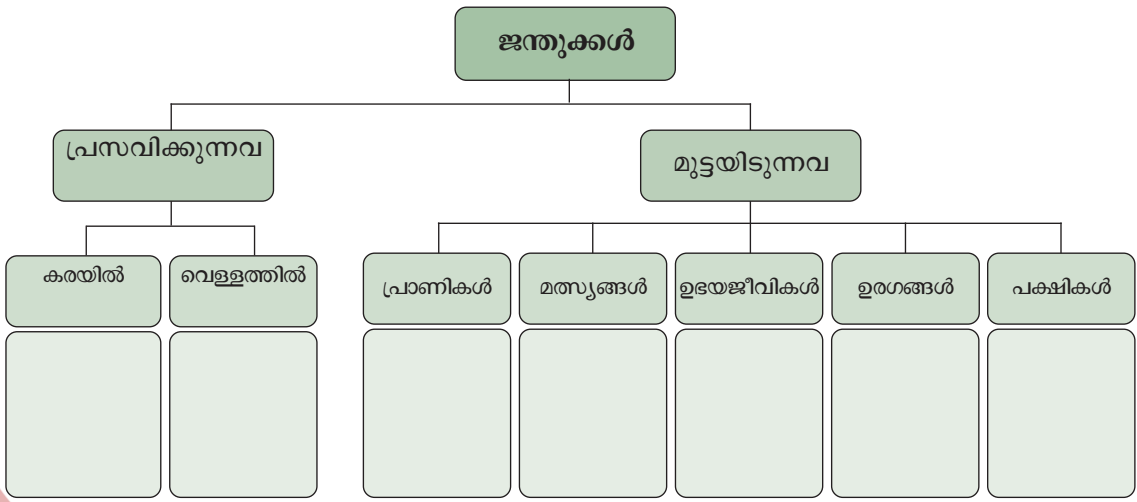 ജന്തുക്കൾ
പ്രസവിക്കുന്നവ
മുട്ടയിടുന്നവ
കരയിൽ
വെള്ളത്തിൽ
പ്രാണികൾ
മത്സ്യങ്ങൾ
ഉഭയജീവികൾ
ഉരഗങ്ങൾ
പക്ഷികൾ